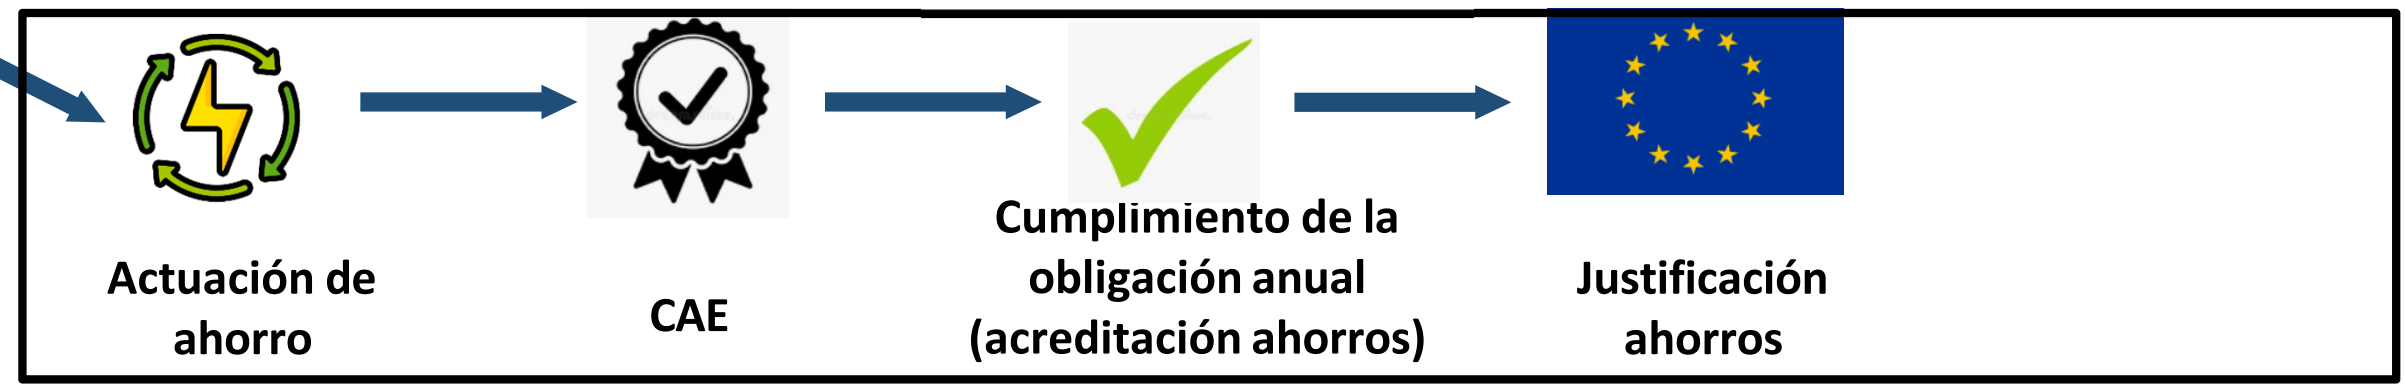 Actuación de
ahorro
CAE
Cumplimiento de la
obligación anual
(acreditación ahorros)
Justificación
ahorros